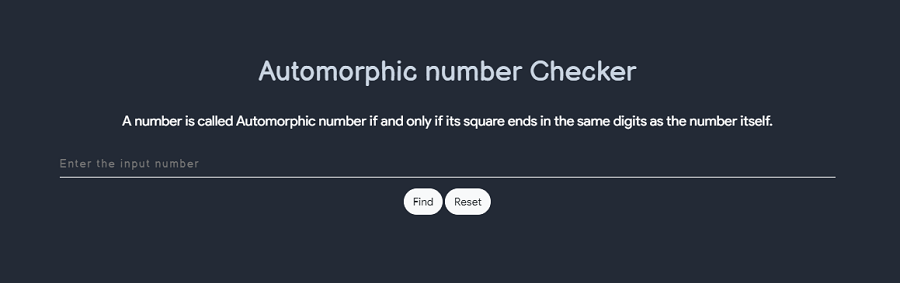 Automorphic number Checker
A number is called Automorphic number if and only if its square ends in the same digits as the number itself.
Enter the input number
Find Reset